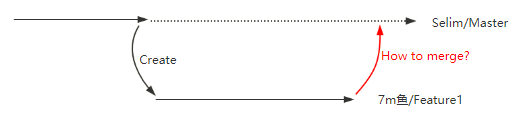 Selim/Master
Create
How to merge?
7m鱼/Feature1